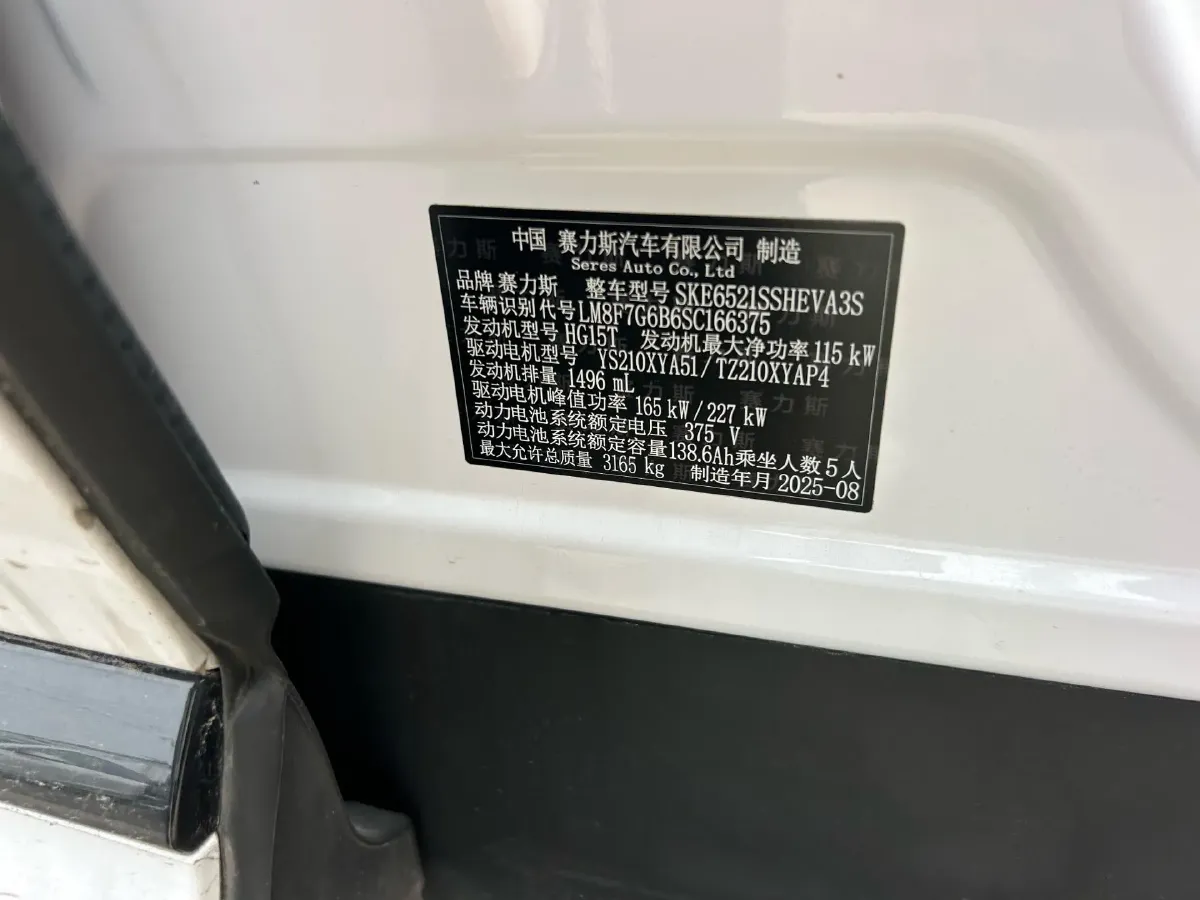 中国 赛力斯汽车有限公司 制造
Seres Auto Co., Ltd
品牌 赛力斯 整车型号 SKE6521SSHEVA3S
车辆识别代号 LM8F7G6B6SC166375
发动机型号 HG15T 发动机最大净功率 115 kW
驱动电机型号 YS210XYA51/TZ210XYAP4
发动机排量 1496 mL
驱动电机峰值功率 165 kW/227 kW
动力电池系统额定电压 375 V
动力电池系统额定容量138.6Ah乘坐人数 5 人
最大允许总质量 3165 kg 制造年月 2025-08